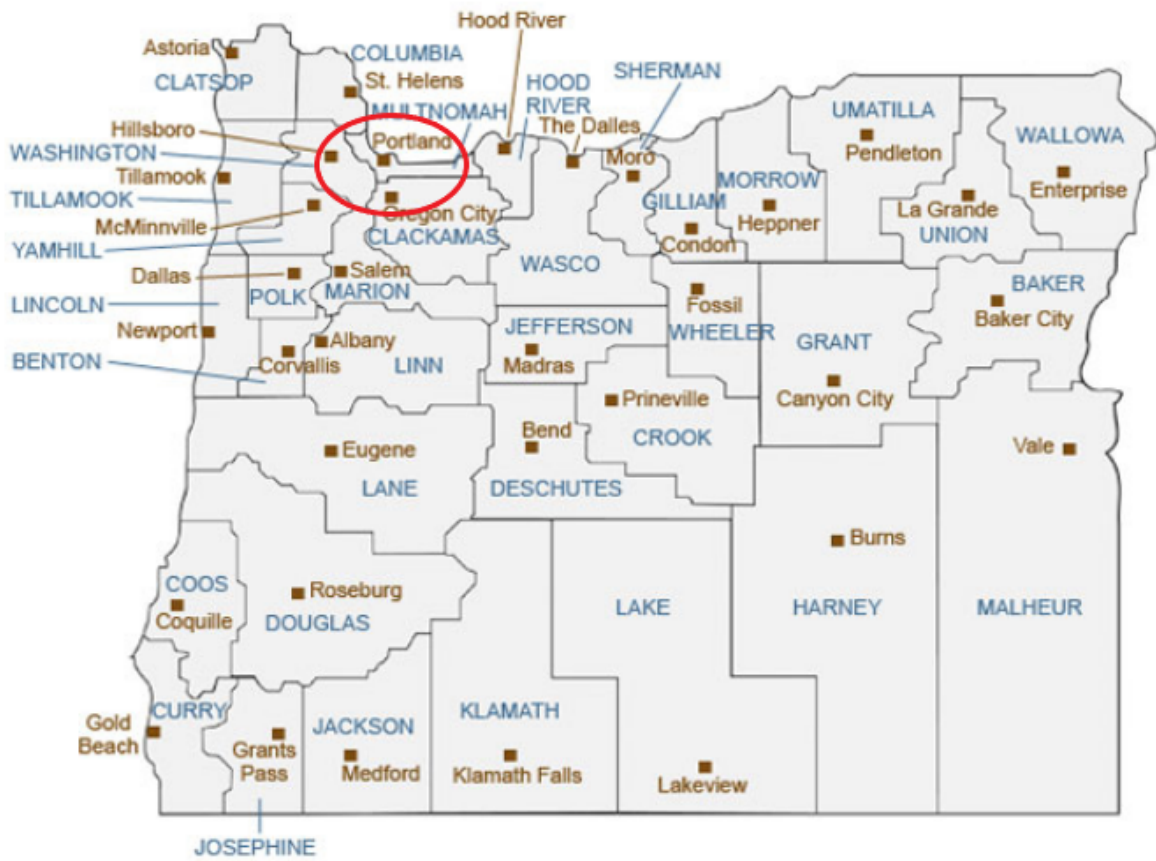 Hood River
Astoria
COLUMBIA
CLATSOP
St. Helens
HOOD
RIVER
SHERMAN
MULTNOMAH
The Dalles
UMATILLA
WALLOWA
Hillsboro
WASHINGTON
Portland
Moro
Pendleton
Tillamook
Enterprise
TILLAMOOK
MORROW
GILLIAM
La Grande
UNION
McMinnville
Oregon City
CLACKAMAS
Heppner
Condon
YAMHILL
WASCO
Dallas
Salem
MARION
POLK
BAKER
Baker City
LINCOLN
Fossil
WHEELER
Newport
JEFFERSON
Madras
GRANT
Albany
Corvallis
LINN
BENTON
Canyon City
Prineville
CROOK
Bend
Vale
Eugene
LANE
DESCHUTES
Burns
COOS
Coquille
Roseburg
DOUGLAS
LAKE
HARNEY
MALHEUR
CURRY
Gold
Beach
Grants
Pass
JACKSON
Medford
KLAMATH
Klamath Falls
Lakeview
JOSEPHINE